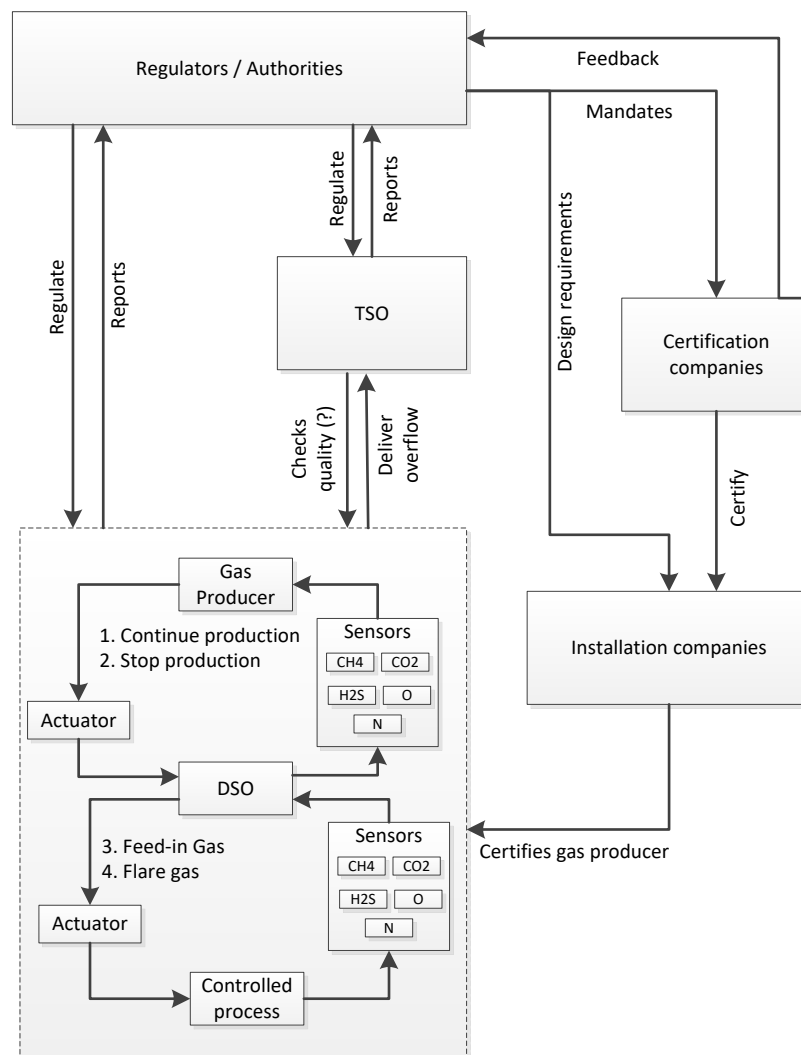 Regulators / Authorities
Feedback
Mandates
Regulate
Reports
Regulate
Reports
Design requirements
TSO
Certification
companies
Checks
quality (?)
Deliver
overflow
Certify
Gas
Producer
1. Continue production
2. Stop production
Sensors
CH4
CO2
H2S
O
N
Installation companies
Actuator
DSO
3. Feed-in Gas
4. Flare gas
Sensors
CH4
CO2
H2S
O
N
Certifies gas producer
Actuator
Controlled
process